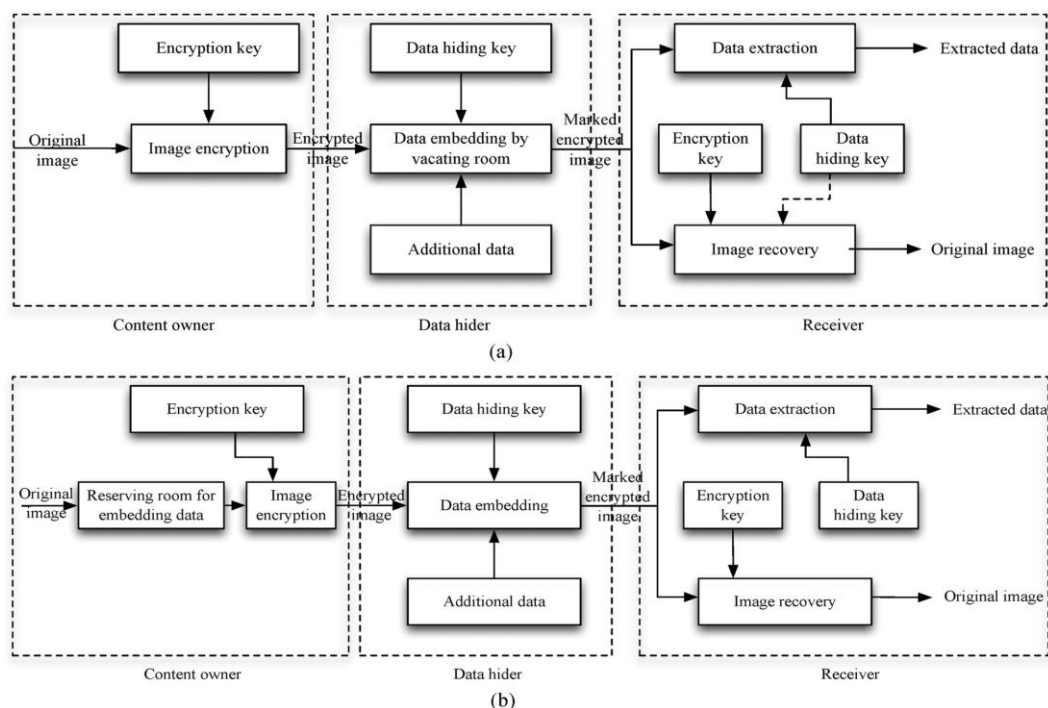 Encryption key
Data hiding key
Data extraction
Extracted data
Original
image
Image encryption
Encrypted
image
Data embedding by
vacating room
Marked
encrypted
image
Encryption
key
Data
hiding key
Additional data
Image recovery
Original image
Content owner
Data hider
Receiver
(a)
Encryption key
Data hiding key
Data extraction
Extracted data
Original
image
Reserving room for
embedding data
Image
encryption
Encrypted
image
Data embedding
Marked
encrypted
image
Encryption
key
Data
hiding key
Additional data
Image recovery
Original image
Content owner
Data hider
Receiver
(b)